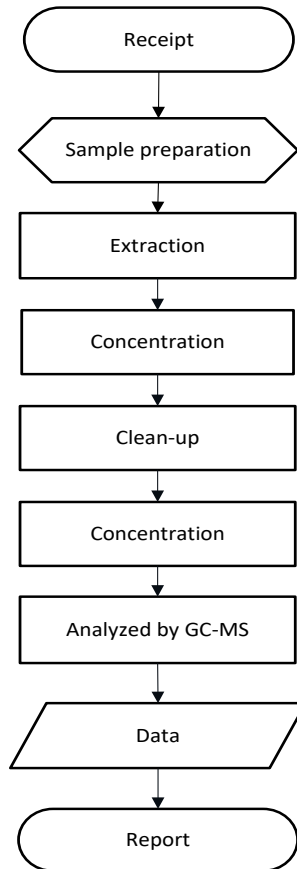 Receipt
Sample preparation
Extraction
Concentration
Clean-up
Concentration
Analyzed by GC-MS
Data
Report